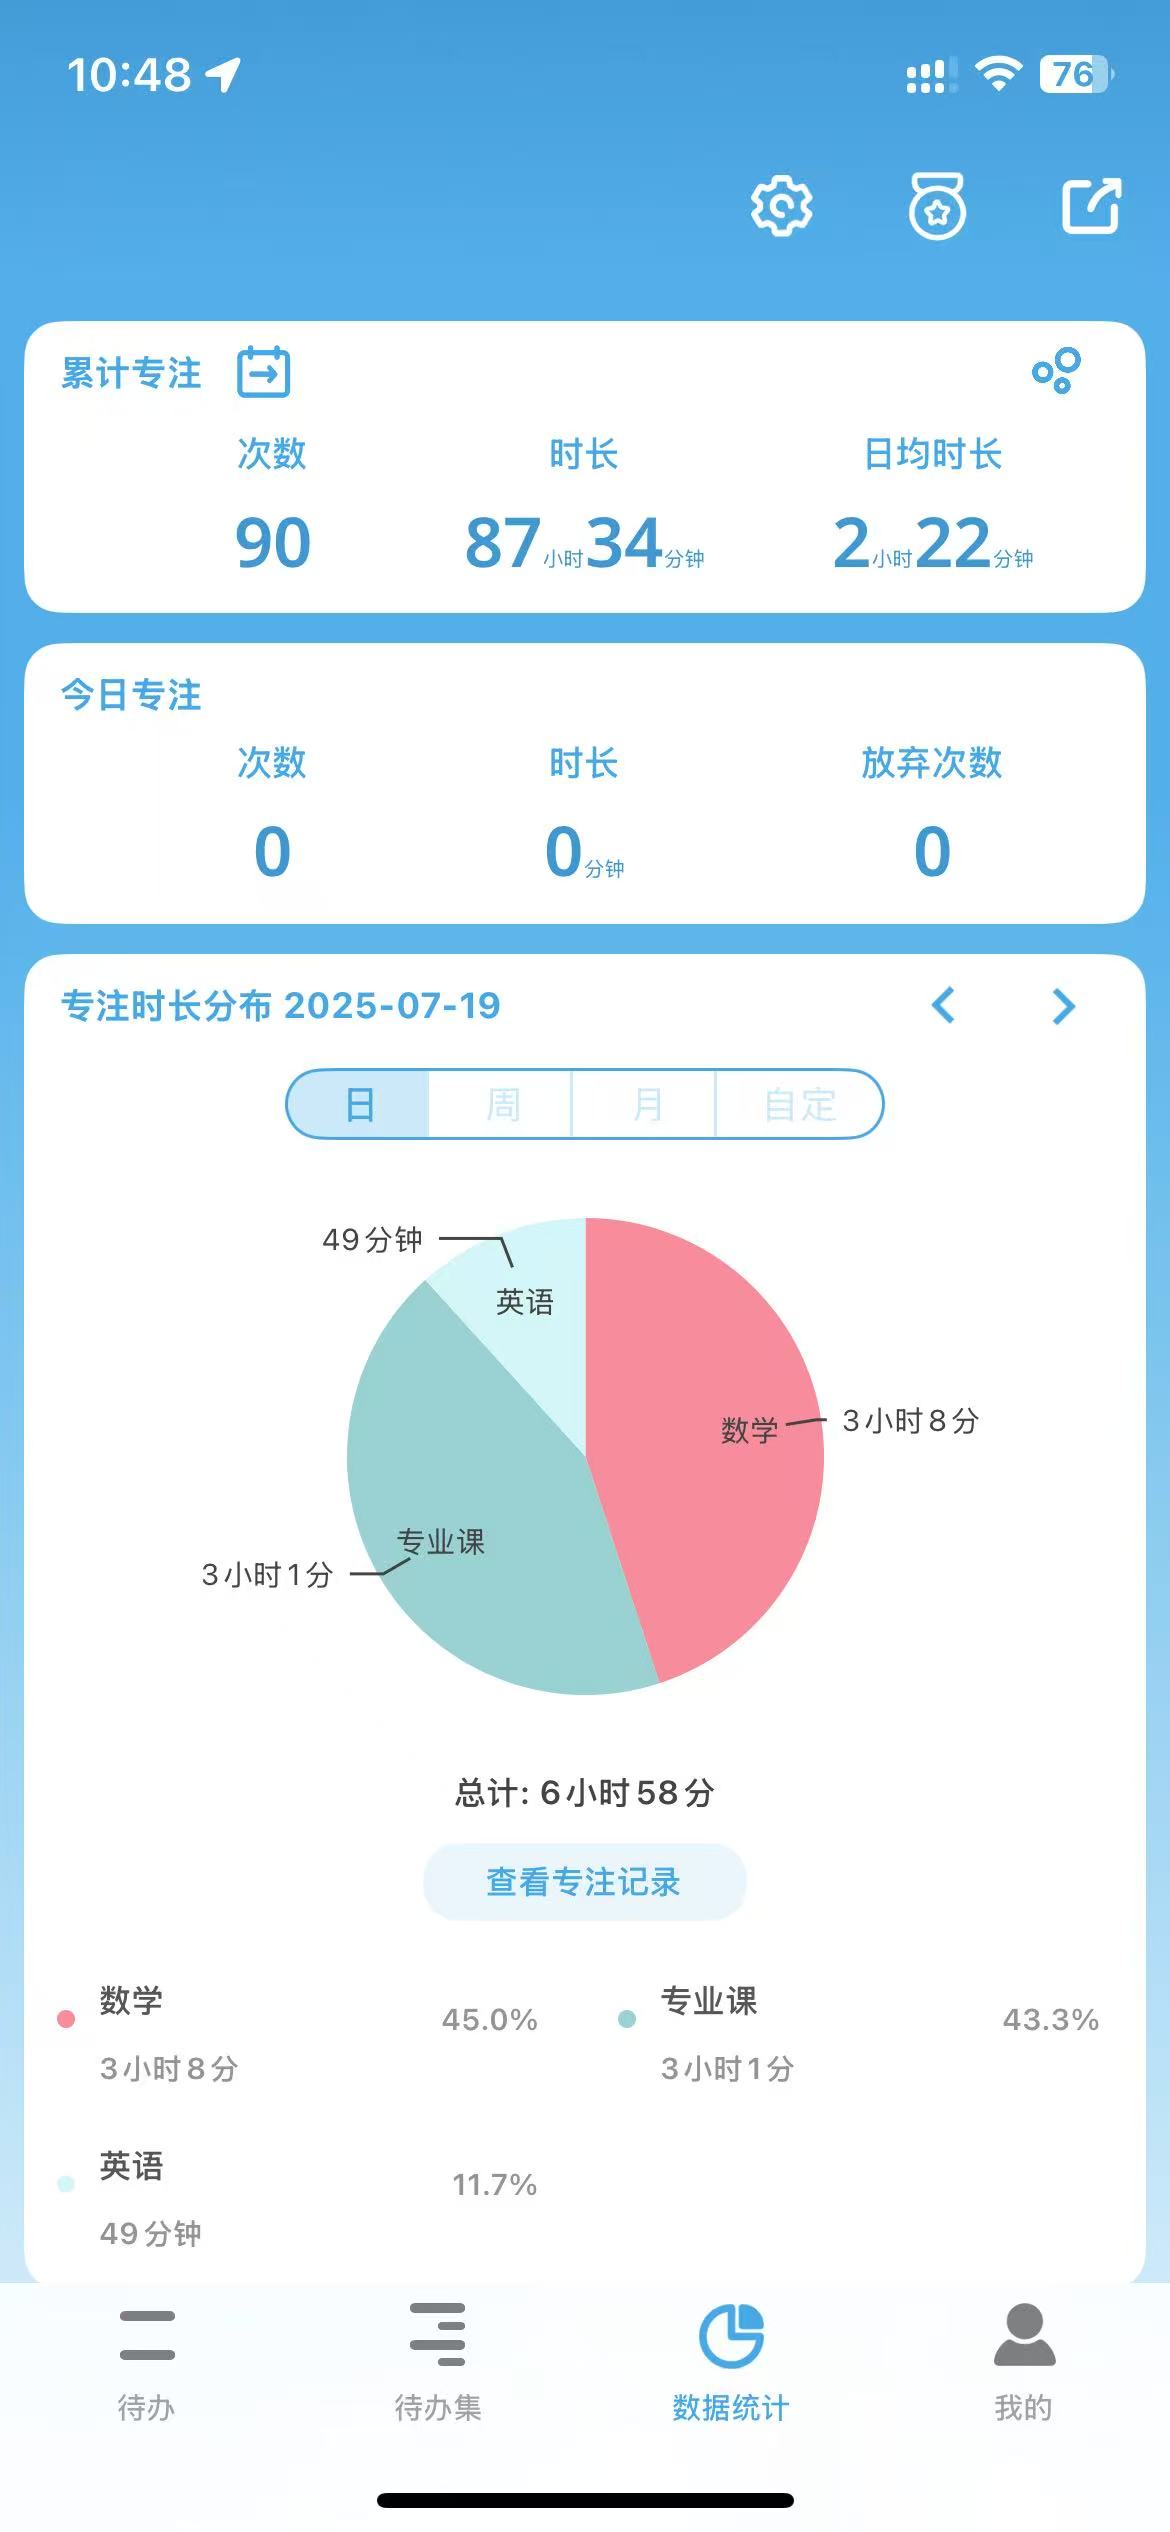 10:48
76
累计专注
次数 时长 日均时长
90 87小时34分钟 2小时22分钟
今日专注
次数 时长 放弃次数
0 0分钟 0
专注时长分布 2025-07-19
日 周 月 自定
49分钟
英语
数学 3小时8分
专业课
3小时1分
总计: 6小时58分
查看专注记录
数学 45.0% 专业课 43.3%
3小时8分 3小时1分
英语 11.7%
49分钟
待办 待办集 数据统计 我的